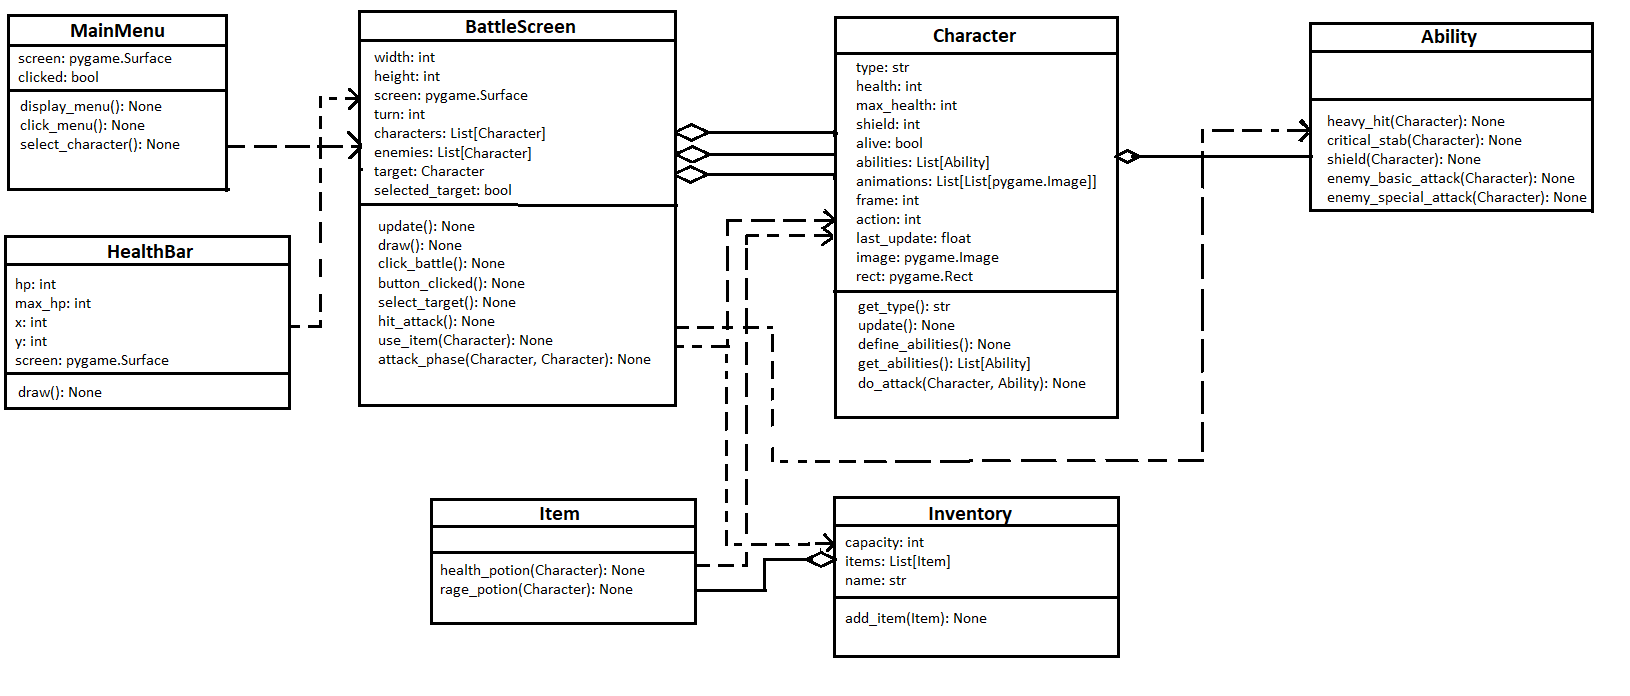 MainMenu
screen: pygame.Surface
clicked: bool
display_menu(): None
click_menu(): None
select_character(): None
BattleScreen
width: int
height: int
screen: pygame.Surface
turn: int
characters: List[Character]
enemies: List[Character]
target: Character
selected_target: bool
update(): None
draw(): None
click_battle(): None
button_clicked(): None
select_target(): None
hit_attack(): None
use_item(Character): None
attack_phase(Character, Character): None
Character
type: str
health: int
max_health: int
shield: int
alive: bool
abilities: List[Ability]
animations: List[List[pygame.Image]]
frame: int
action: int
last_update: float
image: pygame.Image
rect: pygame.Rect
get_type(): str
update(): None
define_abilities(): None
get_abilities(): List[Ability]
do_attack(Character, Ability): None
Ability
heavy_hit(Character): None
critical_stab(Character): None
shield(Character): None
enemy_basic_attack(Character): None
enemy_special_attack(Character): None
HealthBar
hp: int
max_hp: int
x: int
y: int
screen: pygame.Surface
draw(): None
Item
health_potion(Character): None
rage_potion(Character): None
Inventory
capacity: int
items: List[Item]
name: str
add_item(Item): None